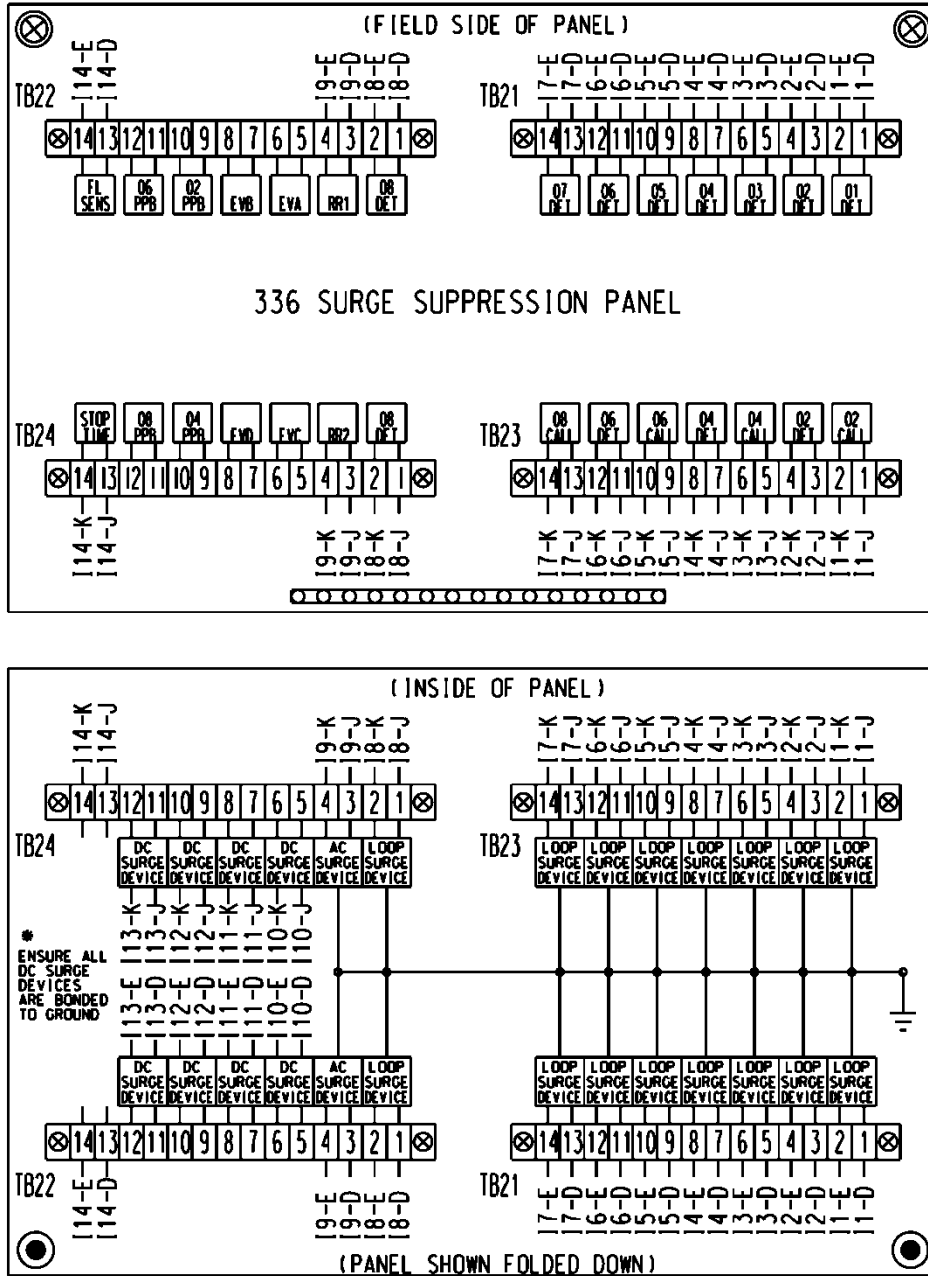 (FIELD SIDE OF PANEL)
TB22
I14-E I14-D I9-E I9-D I8-E I8-D
14 13 12 11 10 9 8 7 6 5 4 3 2 1
FL SENS
06 PPB
02 PPB
EVB
EVA
RR1
08 DET
TB21
I7-E I7-D I6-E I6-D I5-E I5-D I4-E I4-D I3-E I3-D I2-E I2-D I1-E I1-D
14 13 12 11 10 9 8 7 6 5 4 3 2 1
07 DET
06 DET
05 DET
04 DET
03 DET
02 DET
01 DET
336 SURGE SUPPRESSION PANEL
TB24
STOP TIME
08 PPB
04 PPB
EVD
EVC
RR2
08 DET
14 13 12 11 10 9 8 7 6 5 4 3 2 1
I14-K I14-J I9-K I9-J I8-K I8-J
TB23
08 CALL
06 DET
06 CALL
04 DET
04 CALL
02 DET
02 CALL
14 13 12 11 10 9 8 7 6 5 4 3 2 1
I7-K I7-J I6-K I6-J I5-K I5-J I4-K I4-J I3-K I3-J I2-K I2-J I1-K I1-J
(INSIDE OF PANEL)
I14-K I14-J I9-K I9-J I8-K I8-J
14 13 12 11 10 9 8 7 6 5 4 3 2 1
TB24
DC SURGE DEVICE
DC SURGE DEVICE
DC SURGE DEVICE
DC SURGE DEVICE
AC SURGE DEVICE
LOOP SURGE DEVICE
I13-K I13-J I12-K I12-J I11-K I11-J I10-K I10-J
I7-K I7-J I6-K I6-J I5-K I5-J I4-K I4-J I3-K I3-J I2-K I2-J I1-K I1-J
14 13 12 11 10 9 8 7 6 5 4 3 2 1
TB23
LOOP SURGE DEVICE
LOOP SURGE DEVICE
LOOP SURGE DEVICE
LOOP SURGE DEVICE
LOOP SURGE DEVICE
LOOP SURGE DEVICE
LOOP SURGE DEVICE
*
ENSURE ALL
DC SURGE
DEVICES
ARE BONDED
TO GROUND
I13-E I13-D I12-E I12-D I11-E I11-D I10-E I10-D
DC SURGE DEVICE
DC SURGE DEVICE
DC SURGE DEVICE
DC SURGE DEVICE
AC SURGE DEVICE
LOOP SURGE DEVICE
14 13 12 11 10 9 8 7 6 5 4 3 2 1
TB22
I14-E I14-D I9-E I9-D I8-E I8-D
LOOP SURGE DEVICE
LOOP SURGE DEVICE
LOOP SURGE DEVICE
LOOP SURGE DEVICE
LOOP SURGE DEVICE
LOOP SURGE DEVICE
LOOP SURGE DEVICE
14 13 12 11 10 9 8 7 6 5 4 3 2 1
TB21
I7-E I7-D I6-E I6-D I5-E I5-D I4-E I4-D I3-E I3-D I2-E I2-D I1-E I1-D
(PANEL SHOWN FOLDED DOWN)